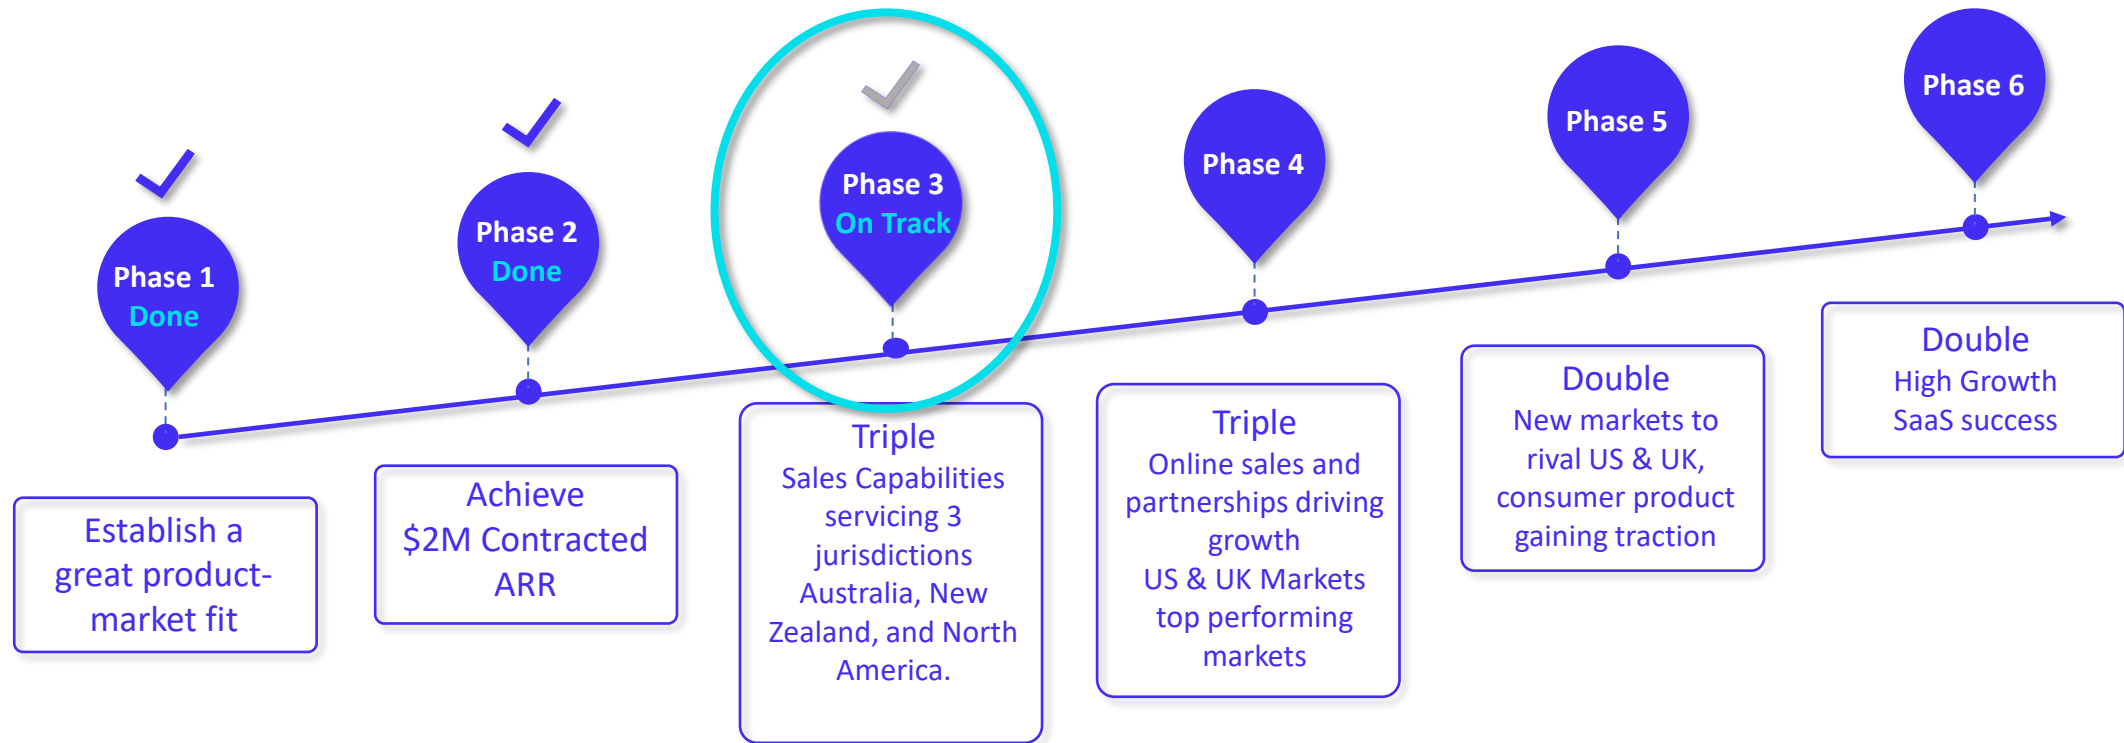 Phase 1
Done
Establish a
great product-
market fit
Phase 2
Done
Achieve
$2M Contracted
ARR
Phase 3
On Track
Triple
Sales Capabilities
servicing 3
jurisdictions
Australia, New
Zealand, and North
America.
Phase 4
Triple
Online sales and
partnerships driving
growth
US & UK Markets
top performing
markets
Phase 5
Double
New markets to
rival US & UK,
consumer product
gaining traction
Phase 6
Double
High Growth
SaaS success